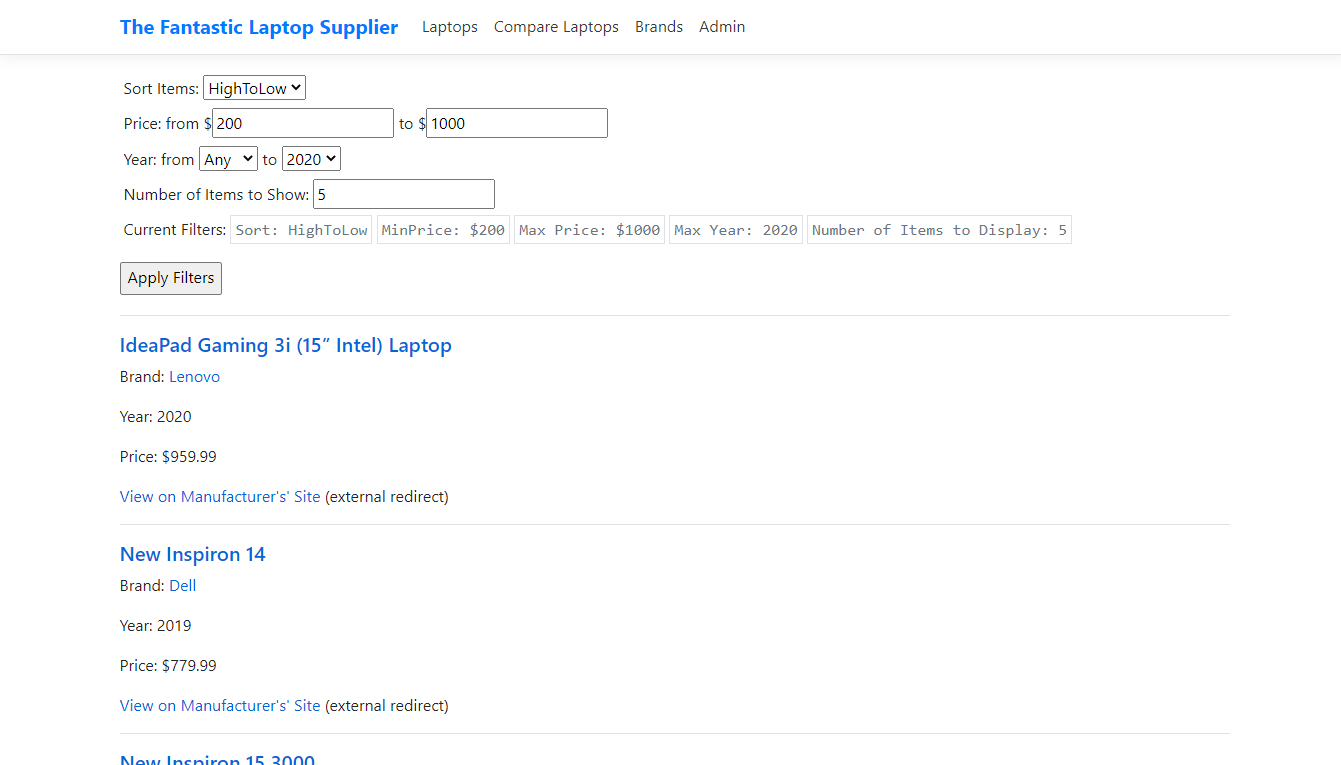 The Fantastic Laptop Supplier Laptops Compare Laptops Brands Admin
Sort Items: HighToLow
Price: from $ 200 to $ 1000
Year: from Any to 2020
Number of Items to Show: 5
Current Filters: Sort: HighToLow MinPrice: $200 Max Price: $1000 Max Year: 2020 Number of Items to Display: 5
Apply Filters
IdeaPad Gaming 3i (15” Intel) Laptop
Brand: Lenovo
Year: 2020
Price: $959.99
View on Manufacturer's' Site (external redirect)
New Inspiron 14
Brand: Dell
Year: 2019
Price: $779.99
View on Manufacturer's' Site (external redirect)
New Inspiron 15 3000